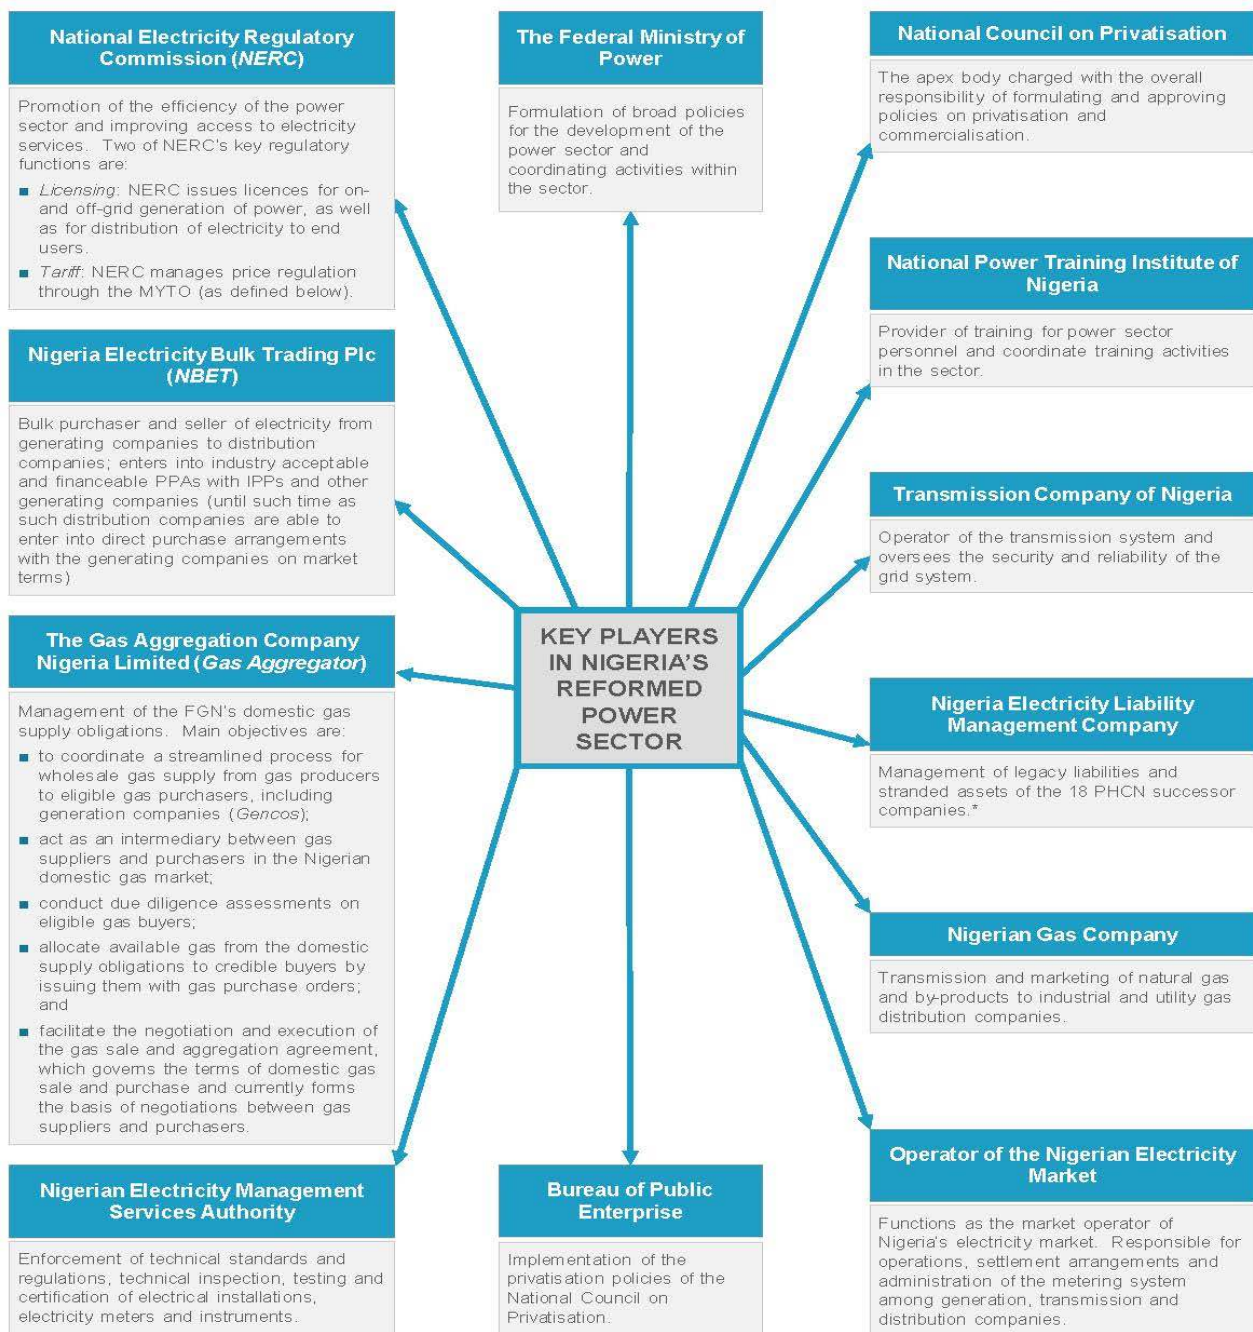 National Electricity Regulatory
Commission (NERC)
Promotion of the efficiency of the power
sector and improving access to electricity
services. Two of NERC's key regulatory
functions are:
■ Licensing: NERC issues licences for on-
and off-grid generation of power, as well
as for distribution of electricity to end
users.
■ Tariff: NERC manages price regulation
through the MYTO (as defined below).
Nigeria Electricity Bulk Trading Plc
(NBET)
Bulk purchaser and seller of electricity from
generating companies to distribution
companies; enters into industry acceptable
and financeable PPAs with IPPs and other
generating companies (until such time as
such distribution companies are able to
enter into direct purchase arrangements
with the generating companies on market
terms)
The Gas Aggregation Company
Nigeria Limited (Gas Aggregator)
Management of the FGN's domestic gas
supply obligations. Main objectives are:
■ to coordinate a streamlined process for
wholesale gas supply from gas producers
to eligible gas purchasers, including
generation companies (Gencos);
■ act as an intermediary between gas
suppliers and purchasers in the Nigerian
domestic gas market;
■ conduct due diligence assessments on
eligible gas buyers;
■ allocate available gas from the domestic
supply obligations to credible buyers by
issuing them with gas purchase orders;
and
■ facilitate the negotiation and execution of
the gas sale and aggregation agreement,
which governs the terms of domestic gas
sale and purchase and currently forms
the basis of negotiations between gas
suppliers and purchasers.
Nigerian Electricity Management
Services Authority
Enforcement of technical standards and
regulations, technical inspection, testing and
certification of electrical installations,
electricity meters and instruments.
The Federal Ministry of
Power
Formulation of broad policies
for the development of the
power sector and
coordinating activities within
the sector.
KEY PLAYERS
IN NIGERIA'S
REFORMED
POWER
SECTOR
Bureau of Public
Enterprise
Implementation of the
privatisation policies of the
National Council on
Privatisation.
National Council on Privatisation
The apex body charged with the overall
responsibility of formulating and approving
policies on privatisation and
commercialisation.
National Power Training Institute of
Nigeria
Provider of training for power sector
personnel and coordinate training activities
in the sector.
Transmission Company of Nigeria
Operator of the transmission system and
oversees the security and reliability of the
grid system.
Nigeria Electricity Liability
Management Company
Management of legacy liabilities and
stranded assets of the 18 PHCN successor
companies.*
Nigerian Gas Company
Transmission and marketing of natural gas
and by-products to industrial and utility gas
distribution companies.
Operator of the Nigerian Electricity
Market
Functions as the market operator of
Nigeria's electricity market. Responsible for
operations, settlement arrangements and
administration of the metering system
among generation, transmission and
distribution companies.